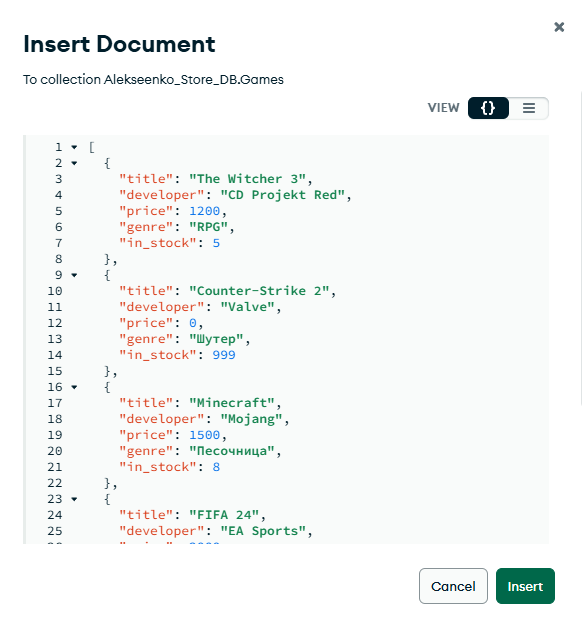 Insert Document
To collection Alekseenko_Store_DB.Games
VIEW {}
1 [
2 {
3 "title": "The Witcher 3",
4 "developer": "CD Projekt Red",
5 "price": 1200,
6 "genre": "RPG",
7 "in_stock": 5
8 },
9 {
10 "title": "Counter-Strike 2",
11 "developer": "Valve",
12 "price": 0,
13 "genre": "Шутер",
14 "in_stock": 999
15 },
16 {
17 "title": "Minecraft",
18 "developer": "Mojang",
19 "price": 1500,
20 "genre": "Песочница",
21 "in_stock": 8
22 },
23 {
24 "title": "FIFA 24",
25 "developer": "EA Sports",
Cancel Insert